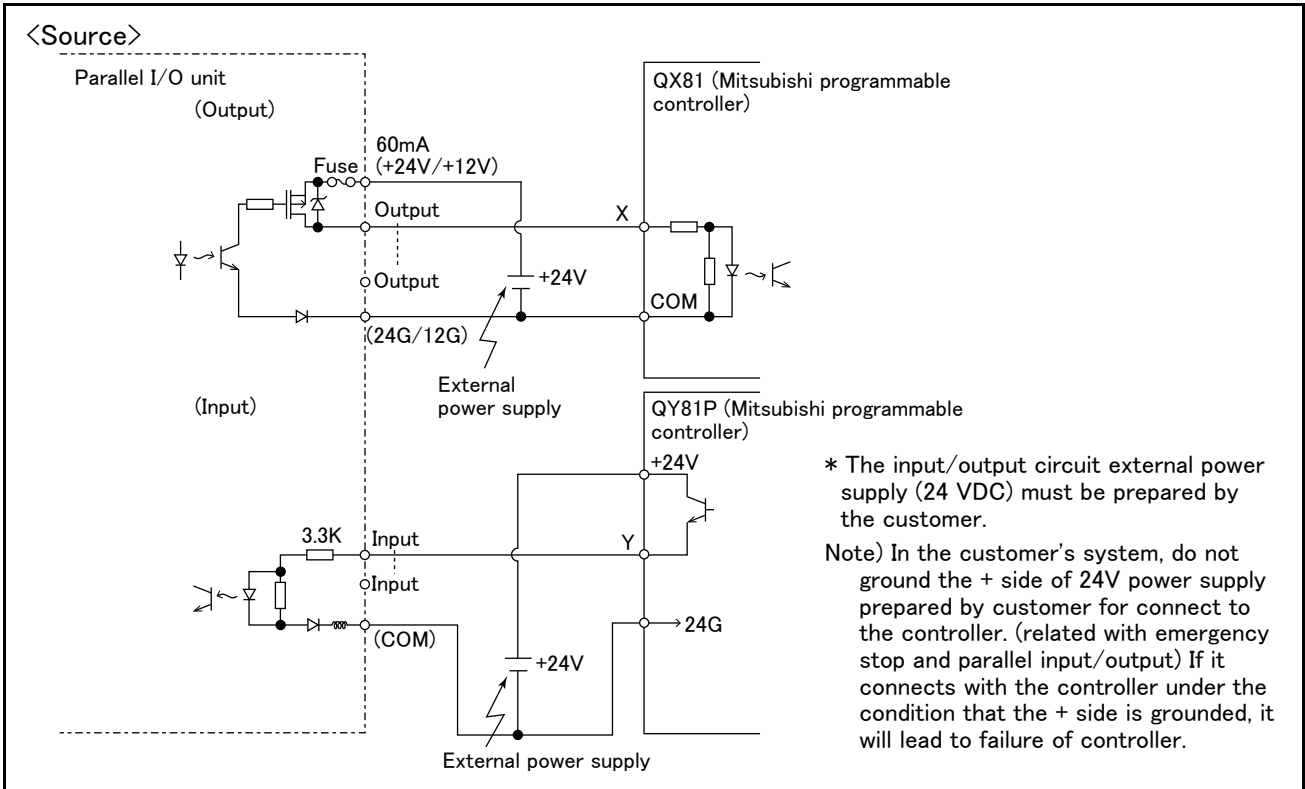 <Source>
Parallel I/O unit
(Output)
QX81 (Mitsubishi programmable
controller)
60mA
(+24V/+12V)
Fuse
Output
X
Output
+24V
COM
(24G/12G)
External
power supply
(Input)
QY81P (Mitsubishi programmable
controller)
+24V
3.3K
Input
Y
Input
(COM)
24G
+24V
External power supply
* The input/output circuit external power
supply (24 VDC) must be prepared by
the customer.
Note) In the customer's system, do not
ground the + side of 24V power supply
prepared by customer for connect to
the controller. (related with emergency
stop and parallel input/output) If it
connects with the controller under the
condition that the + side is grounded, it
will lead to failure of controller.